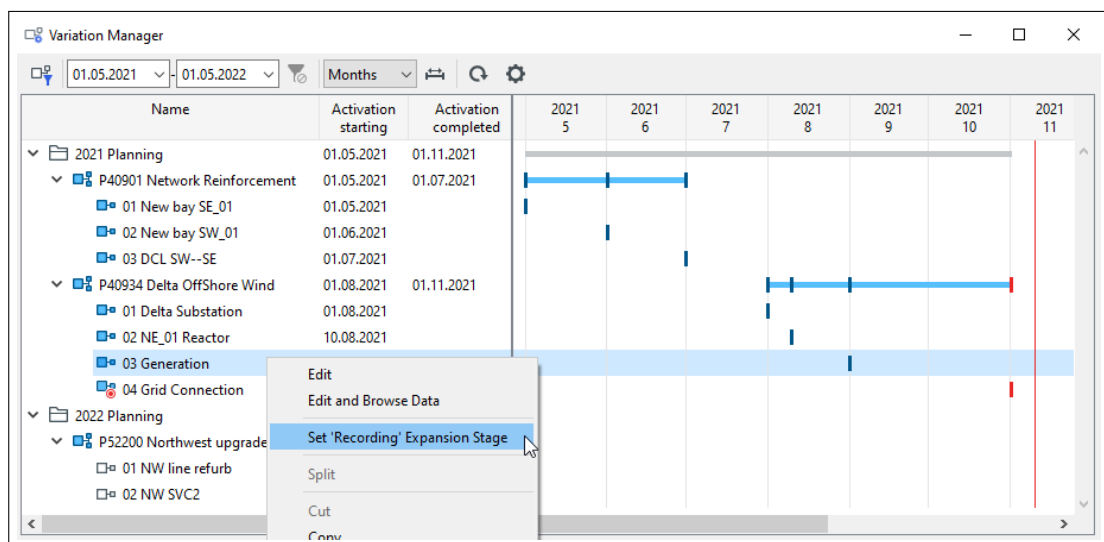 Variation Manager
01.05.2021 - 01.05.2022 Months
Name Activation starting Activation completed 2021 5 2021 6 2021 7 2021 8 2021 9 2021 10 2021 11
2021 Planning 01.05.2021 01.11.2021
P40901 Network Reinforcement 01.05.2021 01.07.2021
01 New bay SE_01 01.05.2021
02 New bay SW_01 01.06.2021
03 DCL SW--SE 01.07.2021
P40934 Delta OffShore Wind 01.08.2021 01.11.2021
01 Delta Substation 01.08.2021
02 NE_01 Reactor 10.08.2021
03 Generation
04 Grid Connection
2022 Planning
P52200 Northwest upgrade
01 NW line refurb
02 NW SVC2
Edit
Edit and Browse Data
Set 'Recording' Expansion Stage
Split
Cut
Copy